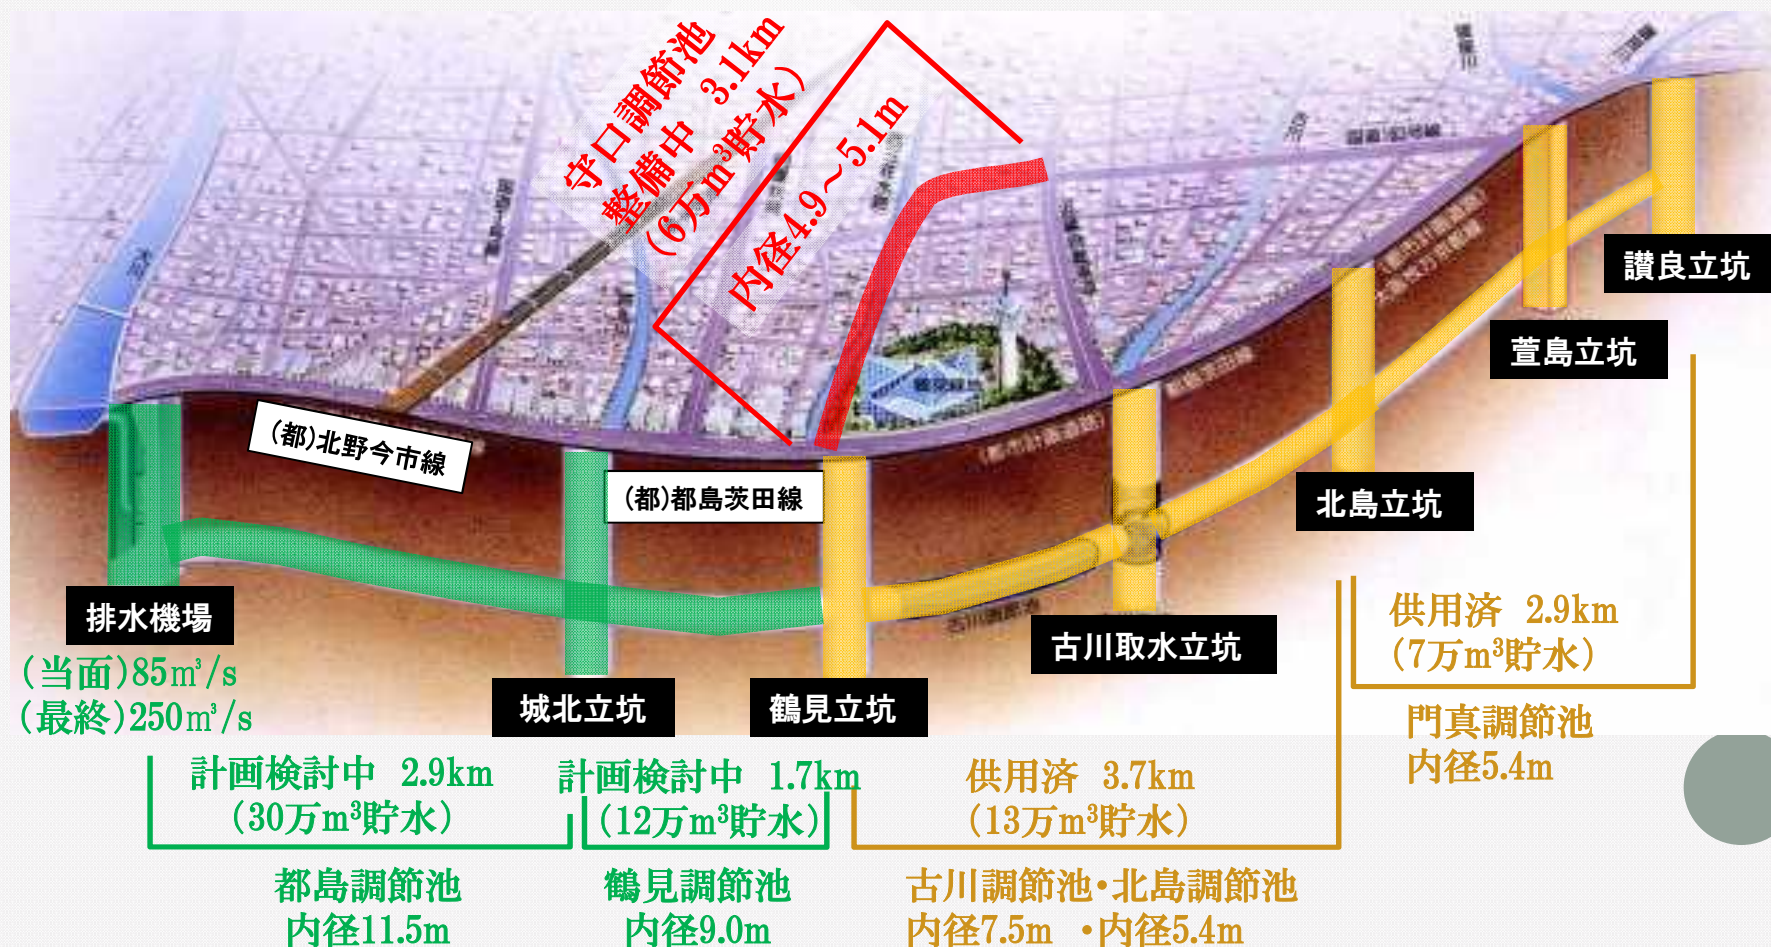 守口調節池
整備中 3.1km
(6万m³貯水)
内径4.9～5.1m
讃良立坑
萱島立坑
北島立坑
古川取水立坑
鶴見立坑
城北立坑
排水機場
(都)北野今市線
(都)都島茨田線
鶴見緑地
(当面)85m³/s
(最終)250m³/s
計画検討中 2.9km
(30万m³貯水)
都島調節池
内径11.5m
計画検討中 1.7km
(12万m³貯水)
鶴見調節池
内径9.0m
供用済 3.7km
(13万m³貯水)
古川調節池・北島調節池
内径7.5m ・内径5.4m
供用済 2.9km
(7万m³貯水)
門真調節池
内径5.4m